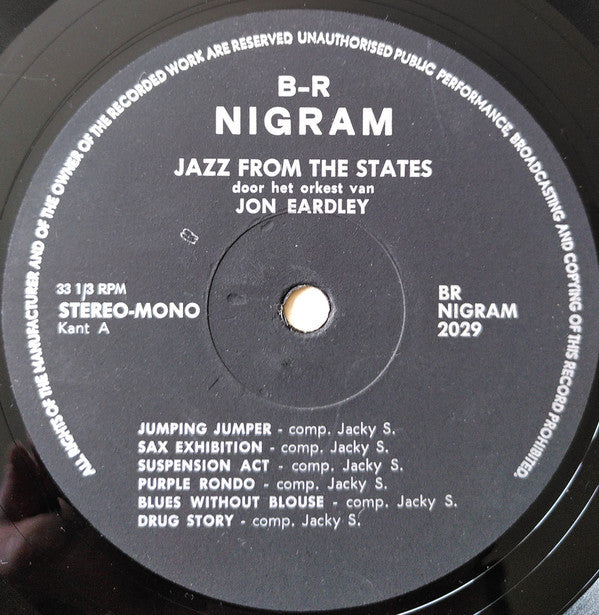 ALL RIGHTS OF THE MANUFACTURER AND OF THE OWNER OF THE RECORDED WORK ARE RESERVED UNAUTHORISED PUBLIC PERFORMANCE, BROADCASTING AND COPYING OF THIS RECORD PROHIBITED.
B-R
NIGRAM
JAZZ FROM THE STATES
door het orkest van
JON EARDLEY
33 1/3 RPM
STEREO-MONO
Kant A
BR
NIGRAM
2029
JUMPING JUMPER - comp. Jacky S.
SAX EXHIBITION - comp. Jacky S.
SUSPENSION ACT - comp. Jacky S.
PURPLE RONDO - comp. Jacky S.
BLUES WITHOUT BLOUSE - comp. Jacky S.
DRUG STORY - comp. Jacky S.